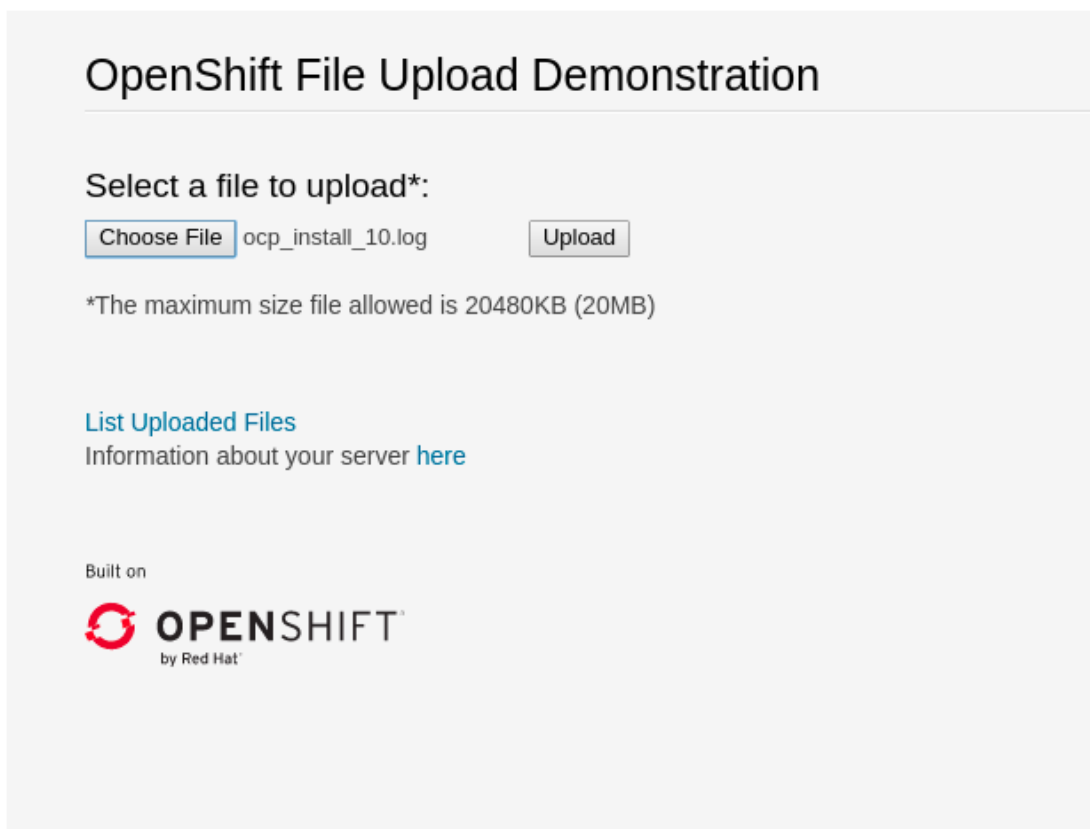 OpenShift File Upload Demonstration
Select a file to upload*:
Choose File ocp_install_10.log Upload
*The maximum size file allowed is 20480KB (20MB)
List Uploaded Files
Information about your server here
Built on
OPENSHIFT
by Red Hat